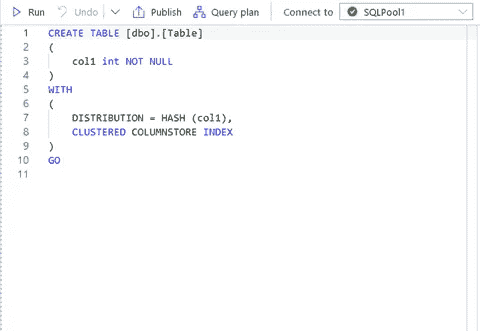 Run Undo Publish Query plan Connect to SQLPool1
1 CREATE TABLE [dbo].[Table]
2 (
3 col1 int NOT NULL
4 )
5 WITH
6 (
7 DISTRIBUTION = HASH (col1),
8 CLUSTERED COLUMNSTORE INDEX
9 )
10 GO
11